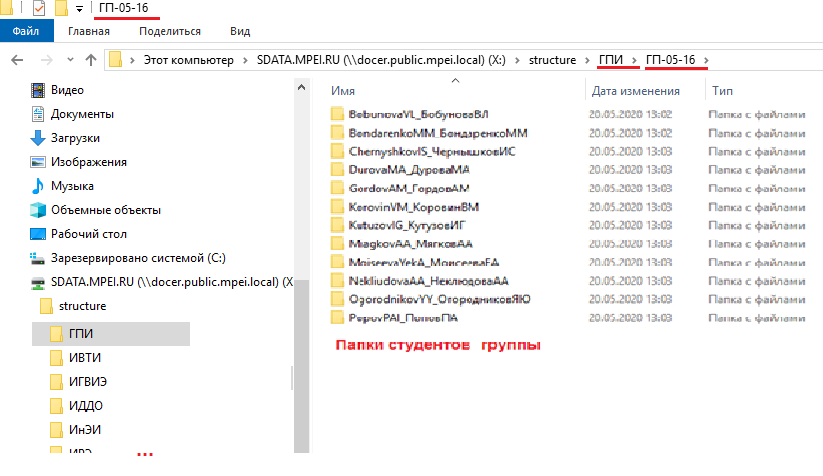 ГП-05-16
Файл Главная Поделиться Вид
Этот компьютер > SDATA.MPEI.RU (\\docer.public.mpei.local) (X:) > structure > ГПИ > ГП-05-16 >
Имя Дата изменения Тип
Видео
Документы
Загрузки
Изображения
Музыка
Объемные объекты
Рабочий стол
Зарезервировано системой (C:)
SDATA.MPEI.RU (\\docer.public.mpei.local) (X
structure
ГПИ
ИВТИ
ИГВИЭ
ИДДО
ИнЭИ
BobunovaVL_БобуноваВЛ 20.05.2020 13:02 Папка с файлами
BondarenkoMM_БондаренкоММ 20.05.2020 13:02 Папка с файлами
ChernyshkovIS_ЧернышковИС 20.05.2020 13:03 Папка с файлами
DurovaMA_ДуроваМА 20.05.2020 13:03 Папка с файлами
GordovAM_ГордовАМ 20.05.2020 13:03 Папка с файлами
KorovinVM_КоровинВМ 20.05.2020 13:03 Папка с файлами
KutuzovIG_КутузовИГ 20.05.2020 13:03 Папка с файлами
MiagkovAA_МягковАА 20.05.2020 13:03 Папка с файлами
MoiseevaYekA_МоисееваЕА 20.05.2020 13:03 Папка с файлами
NekliudovaAA_НеклюдоваАА 20.05.2020 13:03 Папка с файлами
OgorodnikovYY_ОгородниковЯЮ 20.05.2020 13:03 Папка с файлами
PopovPAI_ПоповПА 20.05.2020 13:03 Папка с файлами
Папки студентов группы